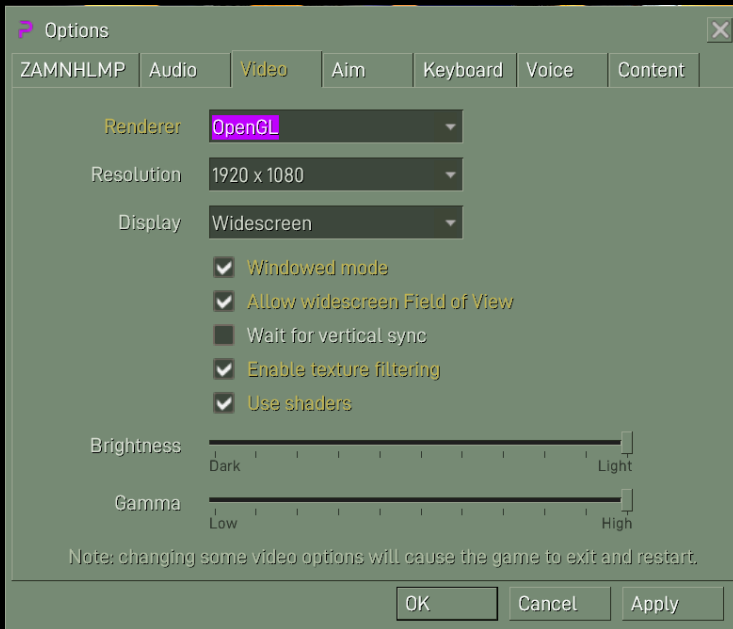 Options
ZAMNHLMP Audio Video Aim Keyboard Voice Content
Renderer OpenGL
Resolution 1920 x 1080
Display Widescreen
Windowed mode
Allow widescreen Field of View
Wait for vertical sync
Enable texture filtering
Use shaders
Brightness
Dark Light
Gamma
Low High
Note: changing some video options will cause the game to exit and restart.
OK Cancel Apply